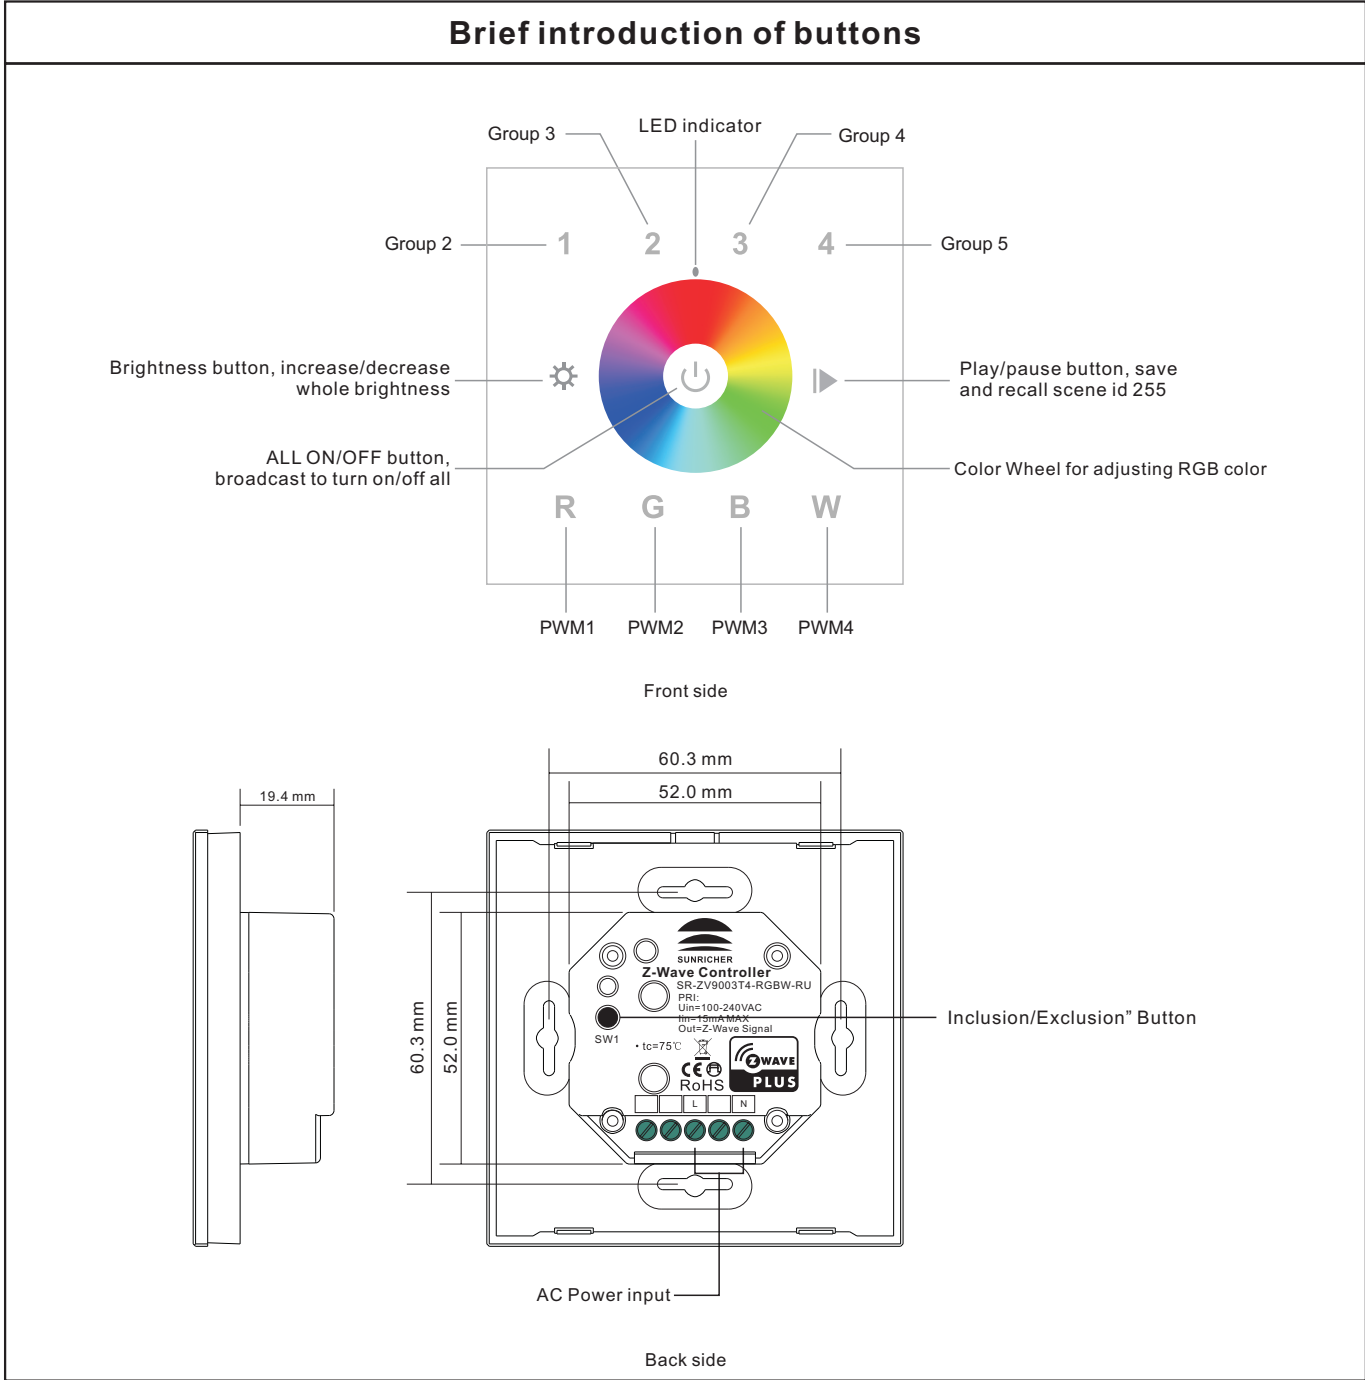 Brief introduction of buttons
Group 3
LED indicator
Group 4
Group 2
1
2
3
4
Group 5
Brightness button, increase/decrease
whole brightness
Play/pause button, save
and recall scene id 255
ALL ON/OFF button,
broadcast to turn on/off all
Color Wheel for adjusting RGB color
R
G
B
W
PWM1
PWM2
PWM3
PWM4
Front side
60.3 mm
52.0 mm
19.4 mm
60.3 mm
52.0 mm
SUNRICHER
Z-Wave Controller
SR-ZV9003T4-RGBW-RU
PRI:
Uin=100-240VAC
Iin=15mA MAX
Out=Z-Wave Signal
SW1
• tc=75℃
CE
RoHS
Z WAVE
PLUS
L
N
Inclusion/Exclusion” Button
AC Power input
Back side